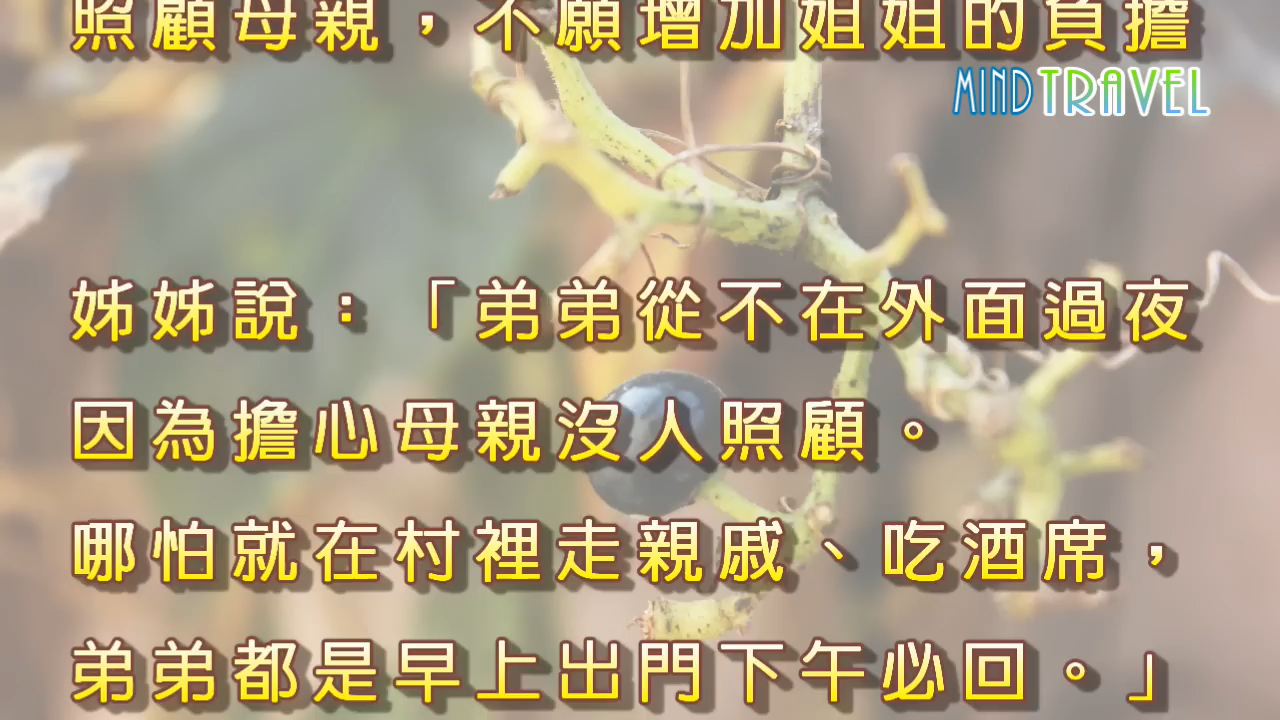 照顧母親，不願增加姐姐的負擔
MINDTRAVEL
姊姊說：「弟弟從不在外面過夜
因為擔心母親沒人照顧。
哪怕就在村裡走親戚、吃酒席，
弟弟都是早上出門下午必回。」